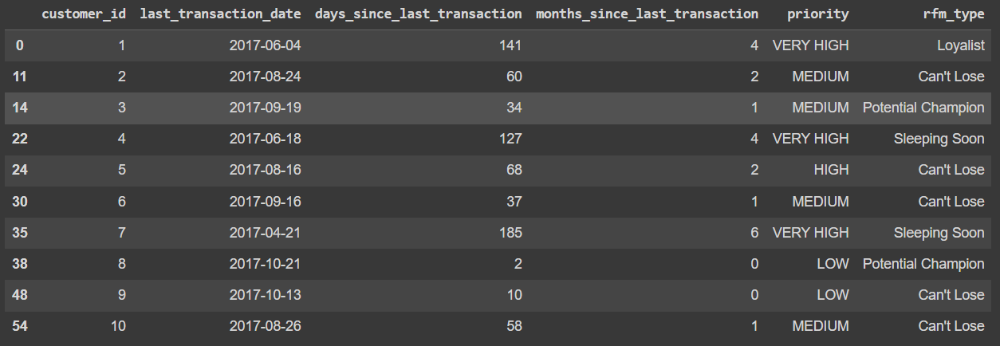 customer_id last_transaction_date days_since_last_transaction months_since_last_transaction priority rfm_type
0 1 2017-06-04 141 4 VERY HIGH Loyalist
11 2 2017-08-24 60 2 MEDIUM Can't Lose
14 3 2017-09-19 34 1 MEDIUM Potential Champion
22 4 2017-06-18 127 4 VERY HIGH Sleeping Soon
24 5 2017-08-16 68 2 HIGH Can't Lose
30 6 2017-09-16 37 1 MEDIUM Can't Lose
35 7 2017-04-21 185 6 VERY HIGH Sleeping Soon
38 8 2017-10-21 2 0 LOW Potential Champion
48 9 2017-10-13 10 0 LOW Can't Lose
54 10 2017-08-26 58 1 MEDIUM Can't Lose